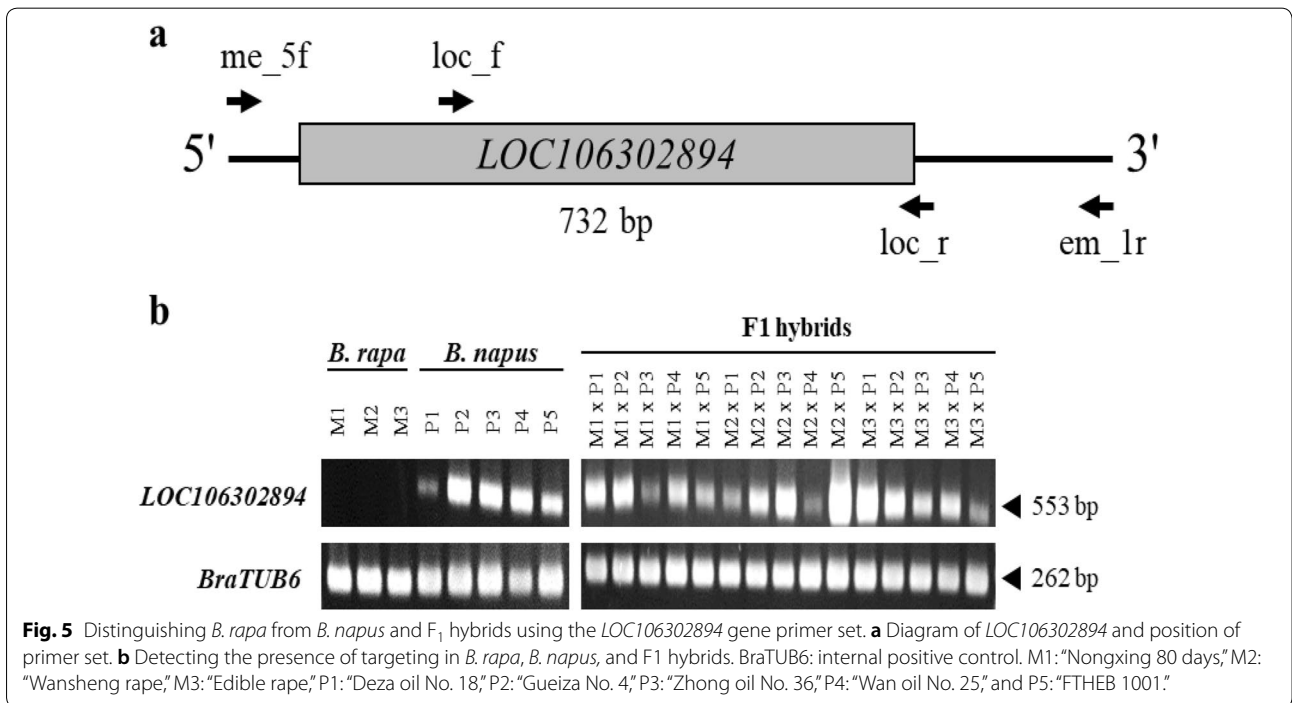 a
me_5f
loc_f
5'
LOC106302894
3'
732 bp
loc_r
em_1r
b
F1 hybrids
B. rapa
B. napus
M1
M2
M3
P1
P2
P3
P4
P5
M1 x P1
M1 x P2
M1 x P3
M1 x P4
M1 x P5
M2 x P1
M2 x P2
M2 x P3
M2 x P4
M2 x P5
M3 x P1
M3 x P2
M3 x P3
M3 x P4
M3 x P5
LOC106302894
553 bp
BraTUB6
262 bp
Fig. 5 Distinguishing B. rapa from B. napus and F1 hybrids using the LOC106302894 gene primer set. a Diagram of LOC106302894 and position of
primer set. b Detecting the presence of targeting in B. rapa, B. napus, and F1 hybrids. BraTUB6: internal positive control. M1: “Nongxing 80 days,” M2:
“Wansheng rape,” M3: “Edible rape,” P1: “Deza oil No. 18,” P2: “Gueiza No. 4,” P3: “Zhong oil No. 36,” P4: “Wan oil No. 25,” and P5: “FTHEB 1001.”